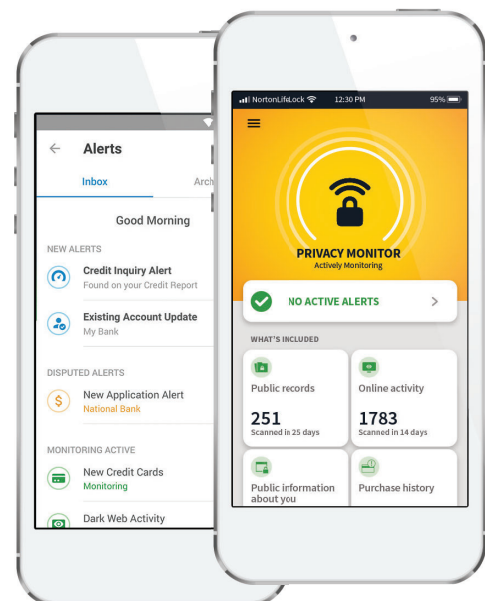 Alerts
Inbox
Arch
Good Morning
NEW ALERTS
Credit Inquiry Alert
Found on your Credit Report
Existing Account Update
My Bank
DISPUTED ALERTS
New Application Alert
National Bank
MONITORING ACTIVE
New Credit Cards
Monitoring
Dark Web Activity
NortonLifeLock
12:30 PM
95%
PRIVACY MONITOR
Actively Monitoring
NO ACTIVE ALERTS
WHAT'S INCLUDED
Public records
251
Scanned in 25 days
Online activity
1783
Scanned in 14 days
Public information
about you
Purchase history